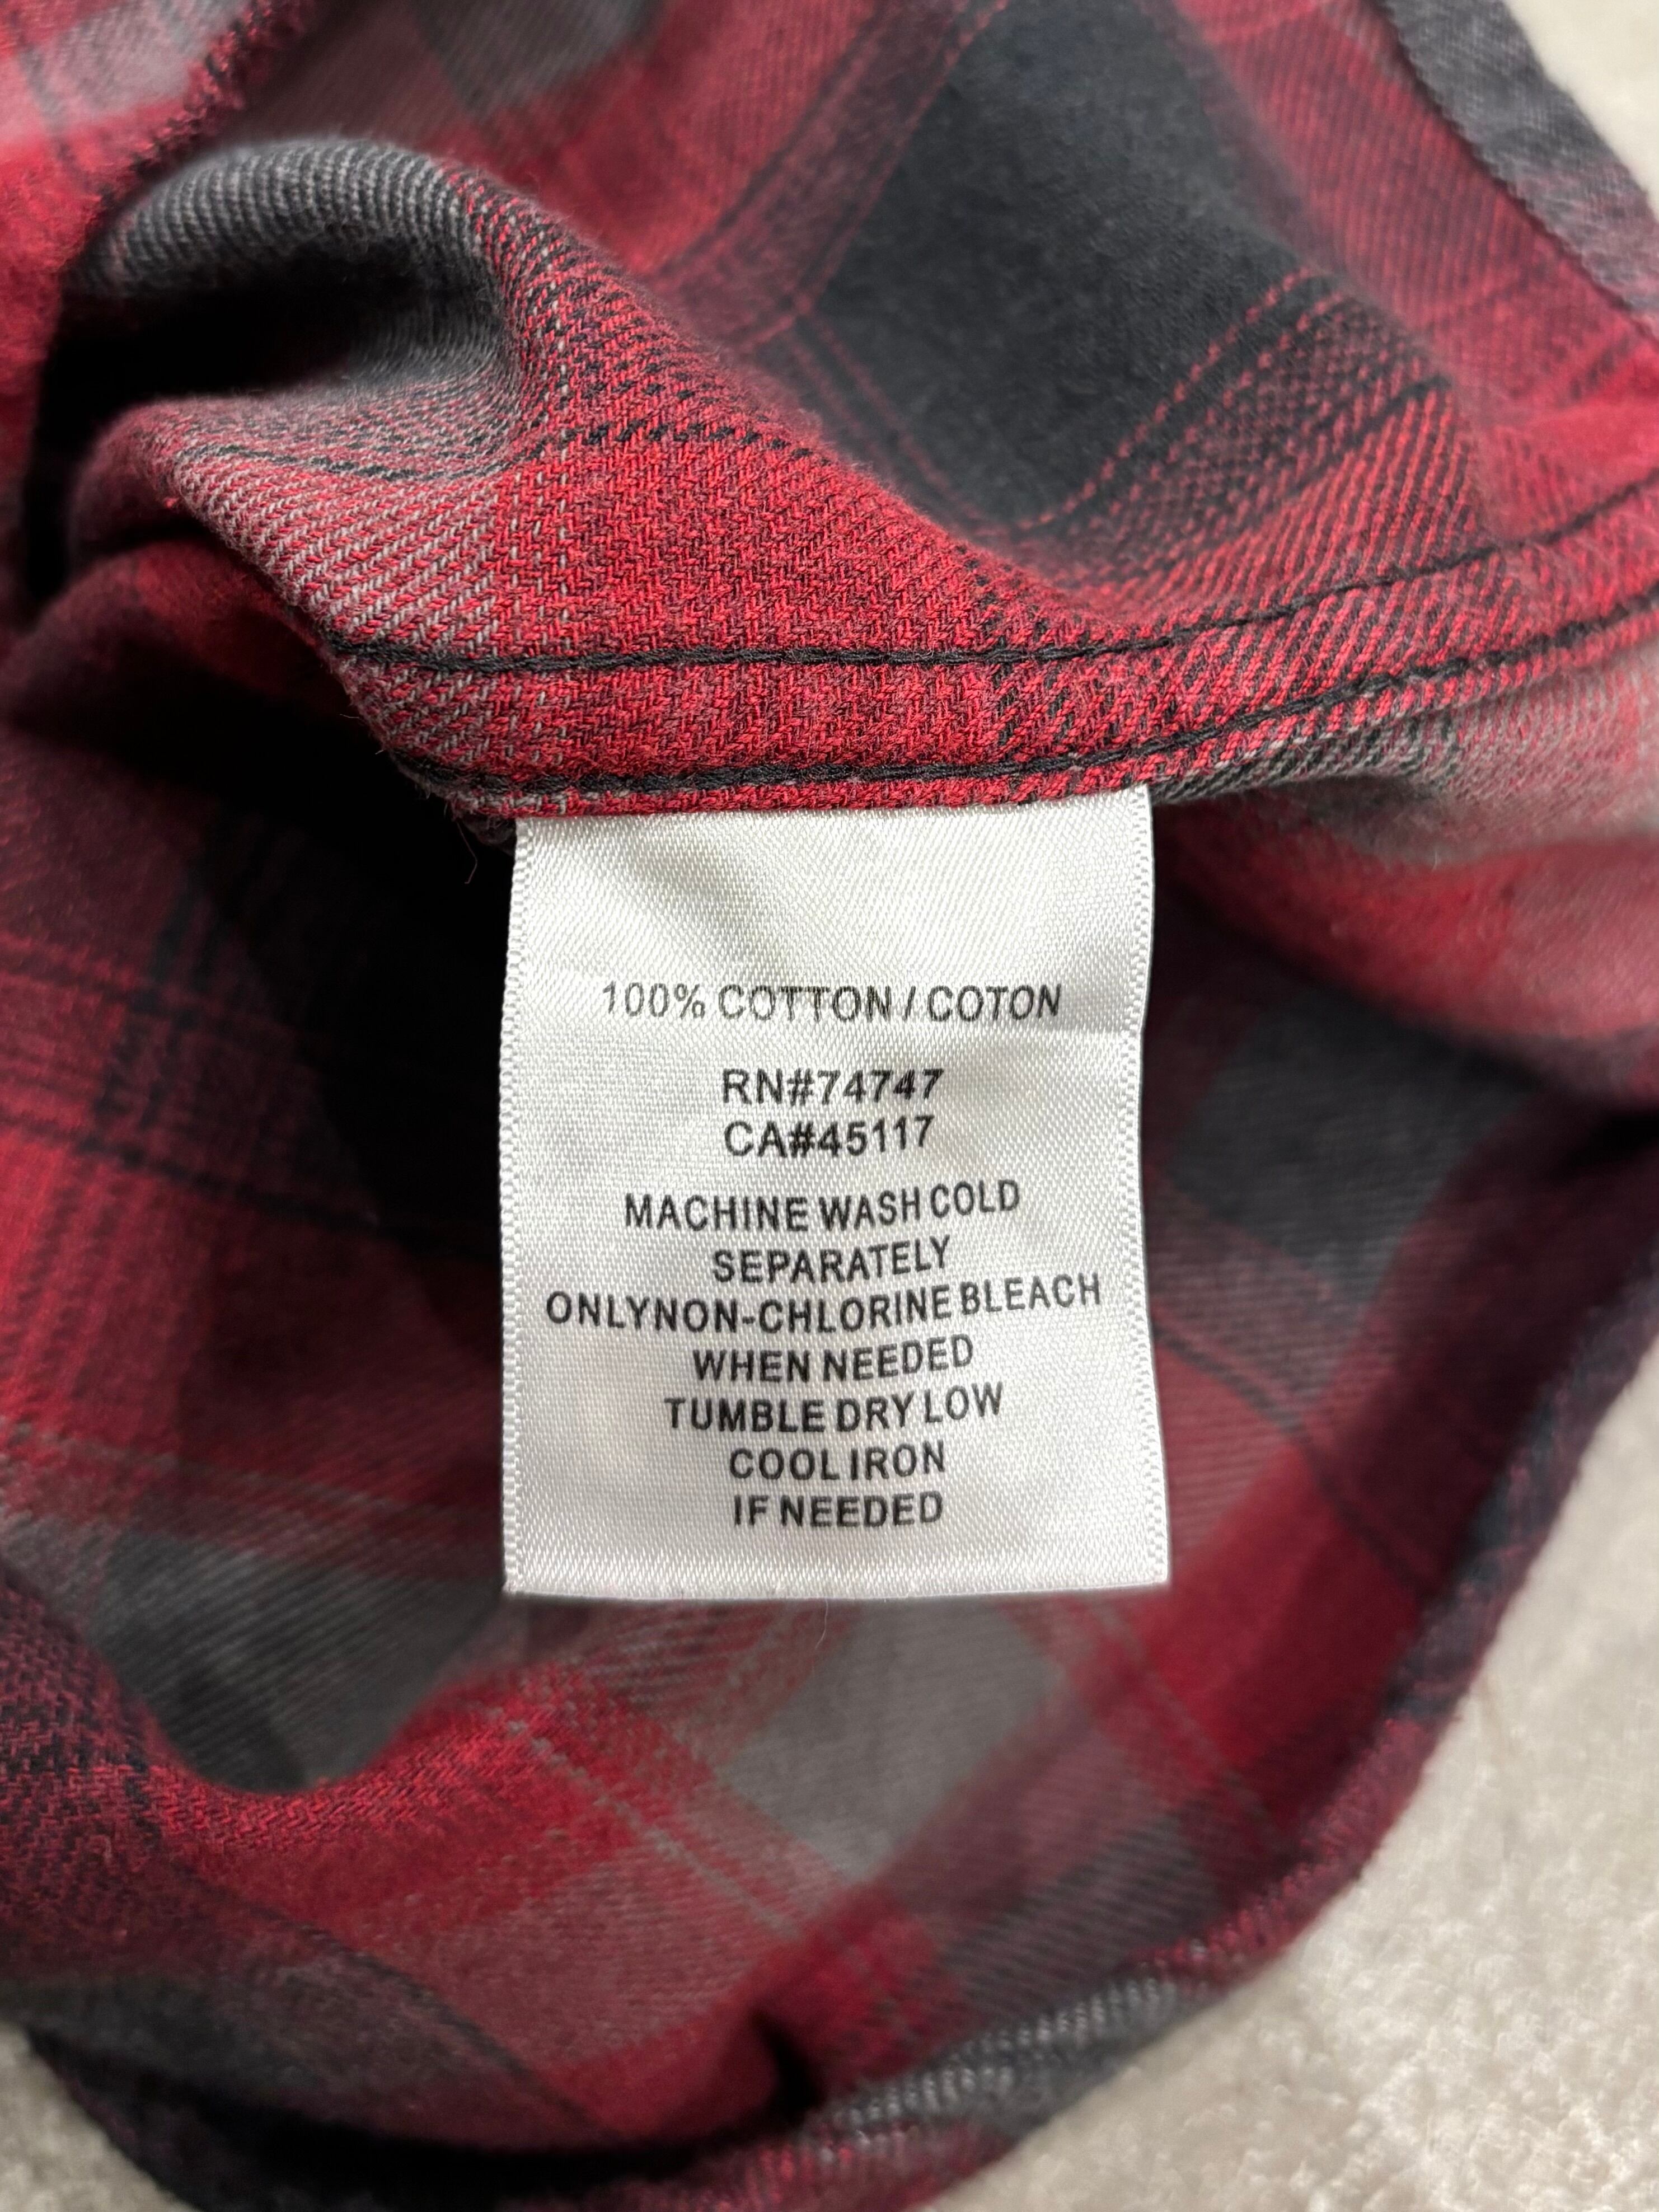 100% COTTON / COTON
RN#74747
CA#45117
MACHINE WASH COLD
SEPARATELY
ONLYNON-CHLORINE BLEACH
WHEN NEEDED
TUMBLE DRY LOW
COOL IRON
IF NEEDED